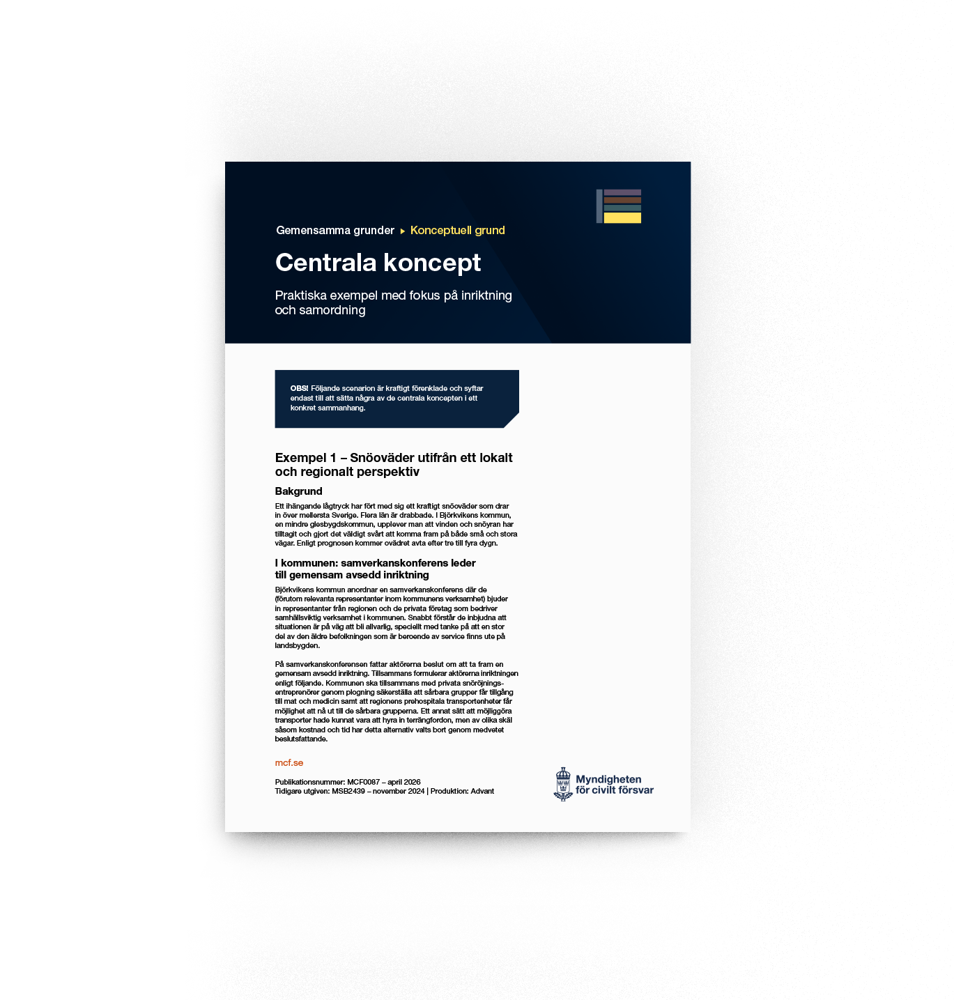 Gemensamma grunder ▸ Konceptuell grund
Centrala koncept
Praktiska exempel med fokus på inriktning
och samordning
OBS! Följande scenarion är kraftigt förenklade och syftar
endast till att sätta några av de centrala koncepten i ett
konkret sammanhang.
Exempel 1 – Snöoväder utifrån ett lokalt
och regionalt perspektiv
Bakgrund
Ett ihängande lågtryck har fört med sig ett kraftigt snöoväder som drar
in över mellersta Sverige. Flera län är drabbade. I Björkvikens kommun,
en mindre glesbygdskommun, upplever man att vinden och snöyran har
tilltagit och gjort det väldigt svårt att komma fram på både små och stora
vägar. Enligt prognosen kommer ovädret avta efter tre till fyra dygn.
I kommunen: samverkanskonferens leder
till gemensam avsedd inriktning
Björkvikens kommun anordnar en samverkanskonferens där de
(förutom relevanta representanter inom kommunens verksamhet) bjuder
in representanter från regionen och de privata företag som bedriver
samhällsviktig verksamhet i kommunen. Snabbt förstår de inbjudna att
situationen är på väg att bli allvarlig, speciellt med tanke på att en stor
del av den äldre befolkningen som är beroende av service finns ute på
landsbygden.
På samverkanskonferensen fattar aktörerna beslut om att ta fram en
gemensam avsedd inriktning. Tillsammans formulerar aktörerna inriktningen
enligt följande. Kommunen ska tillsammans med privata snöröjnings-
entreprenörer genom plogning säkerställa att sårbara grupper får tillgång
till mat och medicin samt att regionens prehospitala transportenheter får
möjlighet att nå ut till de sårbara grupperna. Ett annat sätt att möjliggöra
transporter hade kunnat vara att hyra in terrängfordon, men av olika skäl
såsom kostnad och tid har detta alternativ valts bort genom medvetet
beslutsfattande.
mcf.se
Publikationsnummer: MCF0087 – april 2026
Tidigare utgiven: MSB2439 – november 2024 | Produktion: Advant
Myndigheten
för civilt försvar